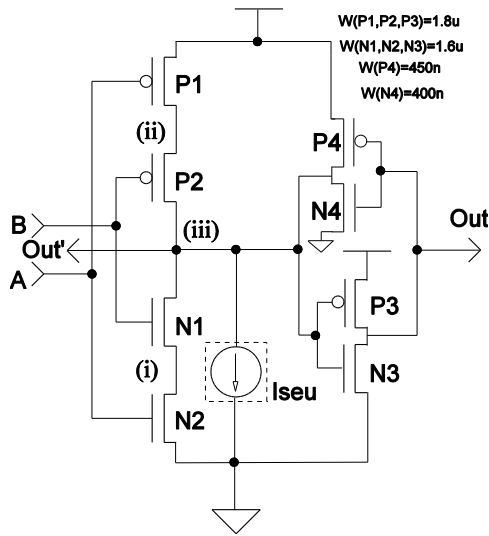 W(P1,P2,P3)=1.8u
W(N1,N2,N3)=1.6u
W(P4)=450n
W(N4)=400n
P1
(ii)
P4
P2
N4
B
(iii)
Out
Out'
A
P3
N1
(i)
Iseu
N3
N2